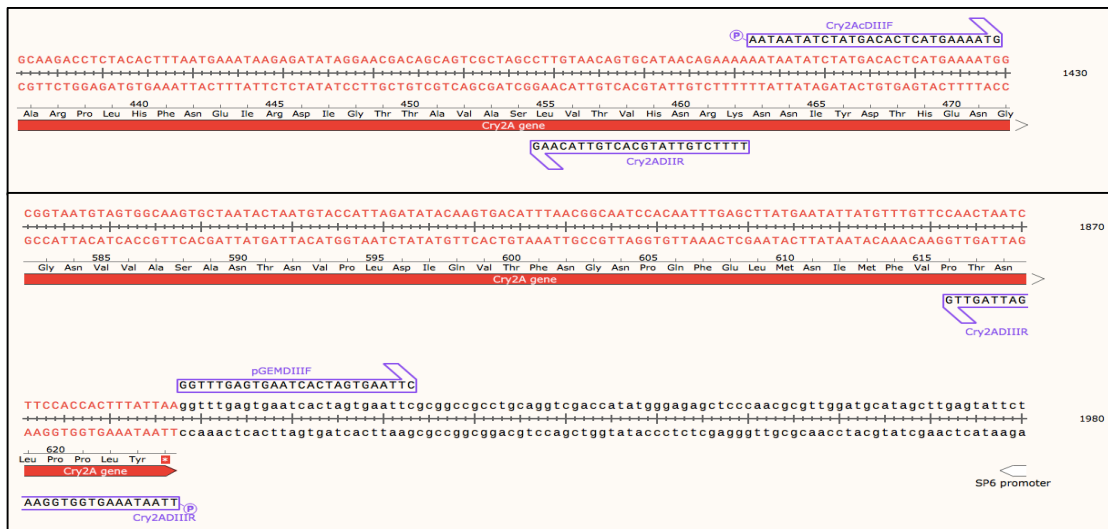 Cry2AcDIIIF
P AATAATATCTATGACACTCATGAAAATG
GCAAGACCTCTACACTTTAATGAAATAAGAGATATAGGAACGACAGCAGTCGCTAGCCTTGTAACAGTGCATAACAGAAAAAATAATATCTATGACACTCATGAAAATGG
1430
CGTTCTGGAGATGTGAAATTACTTTATTCTCTATATCCTTGCTGTCGTCAGCGATCGGAACATTGTCACGTATTGTCTTTTTTATTATAGATACTGTGAGTACTTTTACC
440 445 450 455 460 465 470
Ala Arg Pro Leu His Phe Asn Glu Ile Arg Asp Ile Gly Thr Thr Ala Val Ala Ser Leu Val Thr Val His Asn Arg Lys Asn Asn Ile Tyr Asp Thr His Glu Asn Gly
Cry2A gene
GAACATTGTCACGTATTGTCTTTT
Cry2ADIIR
CGGTAATGTAGTGGCAAGTGCTAATACTAATGTACCATTAGATATACAAGTGACATTTAACGGCAATCCACAATTTGAGCTTATGAATATTATGTTTGTTCCAACTAATC
1870
GCCATTACATCACCGTTCACGATTATGATTACATGGTAATCTATATGTTCACTGTAAATTGCCGTTAGGTGTTAAACTCGAATACTTATAATACAAACAAGGTTGATTAG
585 590 595 600 605 610 615
Gly Asn Val Val Ala Ser Ala Asn Thr Asn Val Pro Leu Asp Ile Gln Val Thr Phe Asn Gly Asn Pro Gln Phe Glu Leu Met Asn Ile Met Phe Val Pro Thr Asn
Cry2A gene
GTTGATTAG
Cry2ADIIIR
pGEMDIIIF
GGTTTGAGTGAATCACTAGTGAATTC
TTCCACCACTTTATTAAggtttgagtgaatcactagtgaattcgcggccgcctgcaggtcgaccatatgggagagctcccaacgcgttggatgcatagcttgagtattct
1980
AAGGTGGTGAAATAATTccaaactcacttagtgatcacttaagcgccggcggacgtccagctggtataccctctcgagggttgcgcaacctacgtatcgaactcataaga
620
Leu Pro Pro Leu Tyr *
Cry2A gene
SP6 promoter
AAGGTGGTGAAATAATT P
Cry2ADIIIR